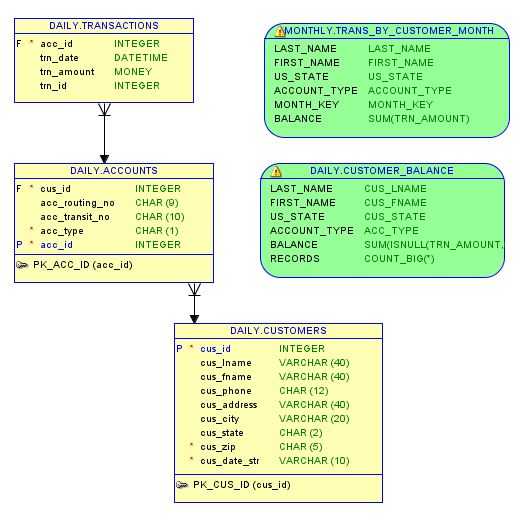 DAILY.TRANSACTIONS
F * acc_id INTEGER
trn_date DATETIME
trn_amount MONEY
trn_id INTEGER
MONTHLY.TRANS_BY_CUSTOMER_MONTH
LAST_NAME LAST_NAME
FIRST_NAME FIRST_NAME
US_STATE US_STATE
ACCOUNT_TYPE ACCOUNT_TYPE
MONTH_KEY MONTH_KEY
BALANCE SUM(TRN_AMOUNT)
DAILY.ACCOUNTS
F * cus_id INTEGER
acc_routing_no CHAR (9)
acc_transit_no CHAR (10)
* acc_type CHAR (1)
P * acc_id INTEGER
PK_ACC_ID (acc_id)
DAILY.CUSTOMER_BALANCE
LAST_NAME CUS_LNAME
FIRST_NAME CUS_FNAME
US_STATE CUS_STATE
ACCOUNT_TYPE ACC_TYPE
BALANCE SUM(ISNULL(TRN_AMOUNT,
RECORDS COUNT_BIG(*)
DAILY.CUSTOMERS
P * cus_id INTEGER
cus_lname VARCHAR (40)
cus_fname VARCHAR (40)
cus_phone CHAR (12)
cus_address VARCHAR (40)
cus_city VARCHAR (20)
cus_state CHAR (2)
* cus_zip CHAR (5)
* cus_date_str VARCHAR (10)
PK_CUS_ID (cus_id)